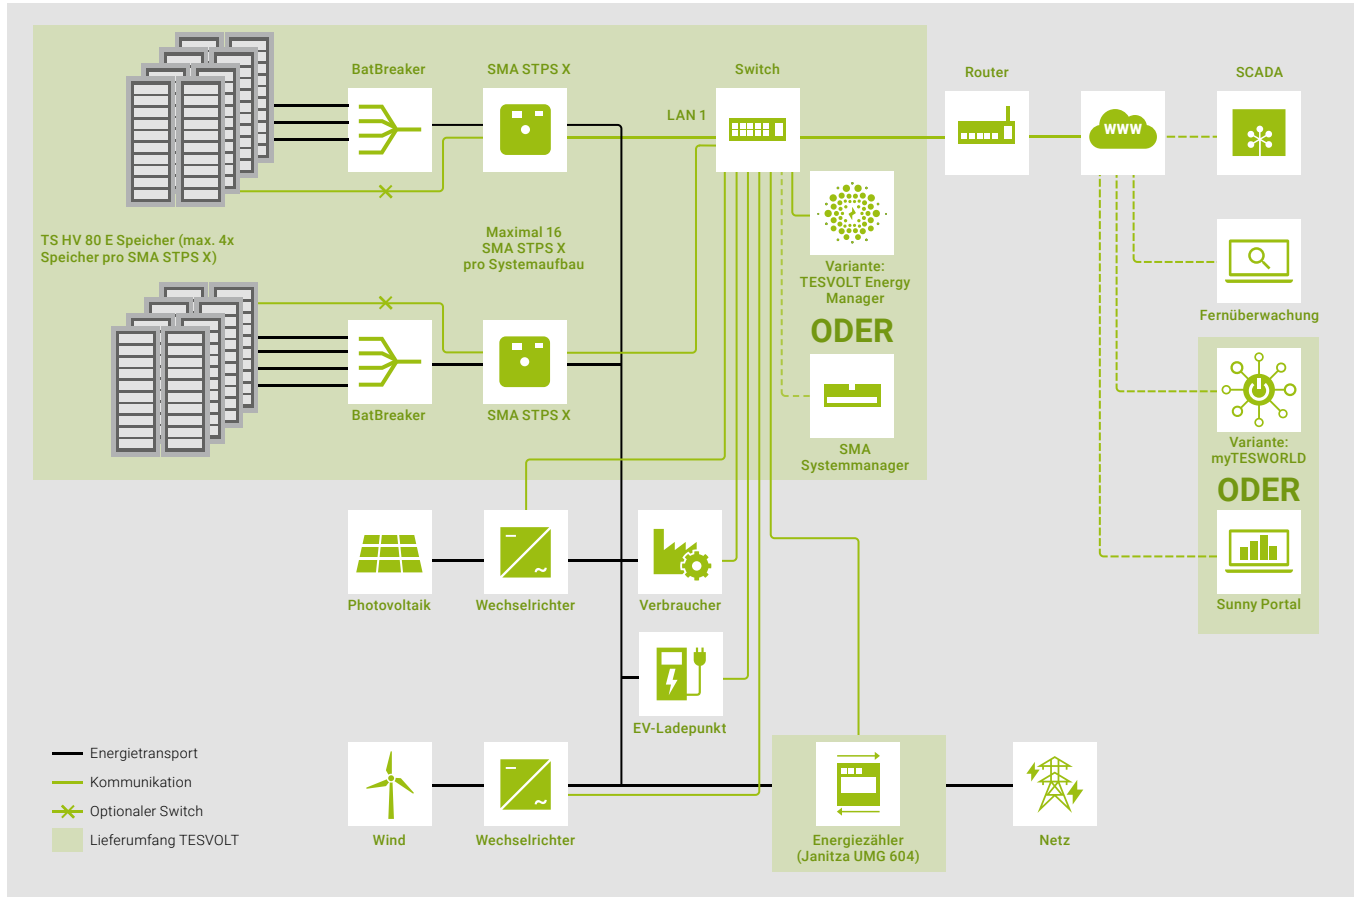 BatBreaker
SMA STPS X
Switch
Router
SCADA
LAN 1
WWW
TS HV 80 E Speicher (max. 4x
Speicher pro SMA STPS X)
Maximal 16
SMA STPS X
pro Systemaufbau
Variante:
TESVOLT Energy
Manager
ODER
SMA
Systemmanager
BatBreaker
SMA STPS X
Fernüberwachung
Variante:
myTESWORLD
ODER
Sunny Portal
Photovoltaik
Wechselrichter
Verbraucher
EV-Ladepunkt
Energietransport
Kommunikation
Optionaler Switch
Lieferumfang TESVOLT
Wind
Wechselrichter
Energiezähler
(Janitza UMG 604)
Netz